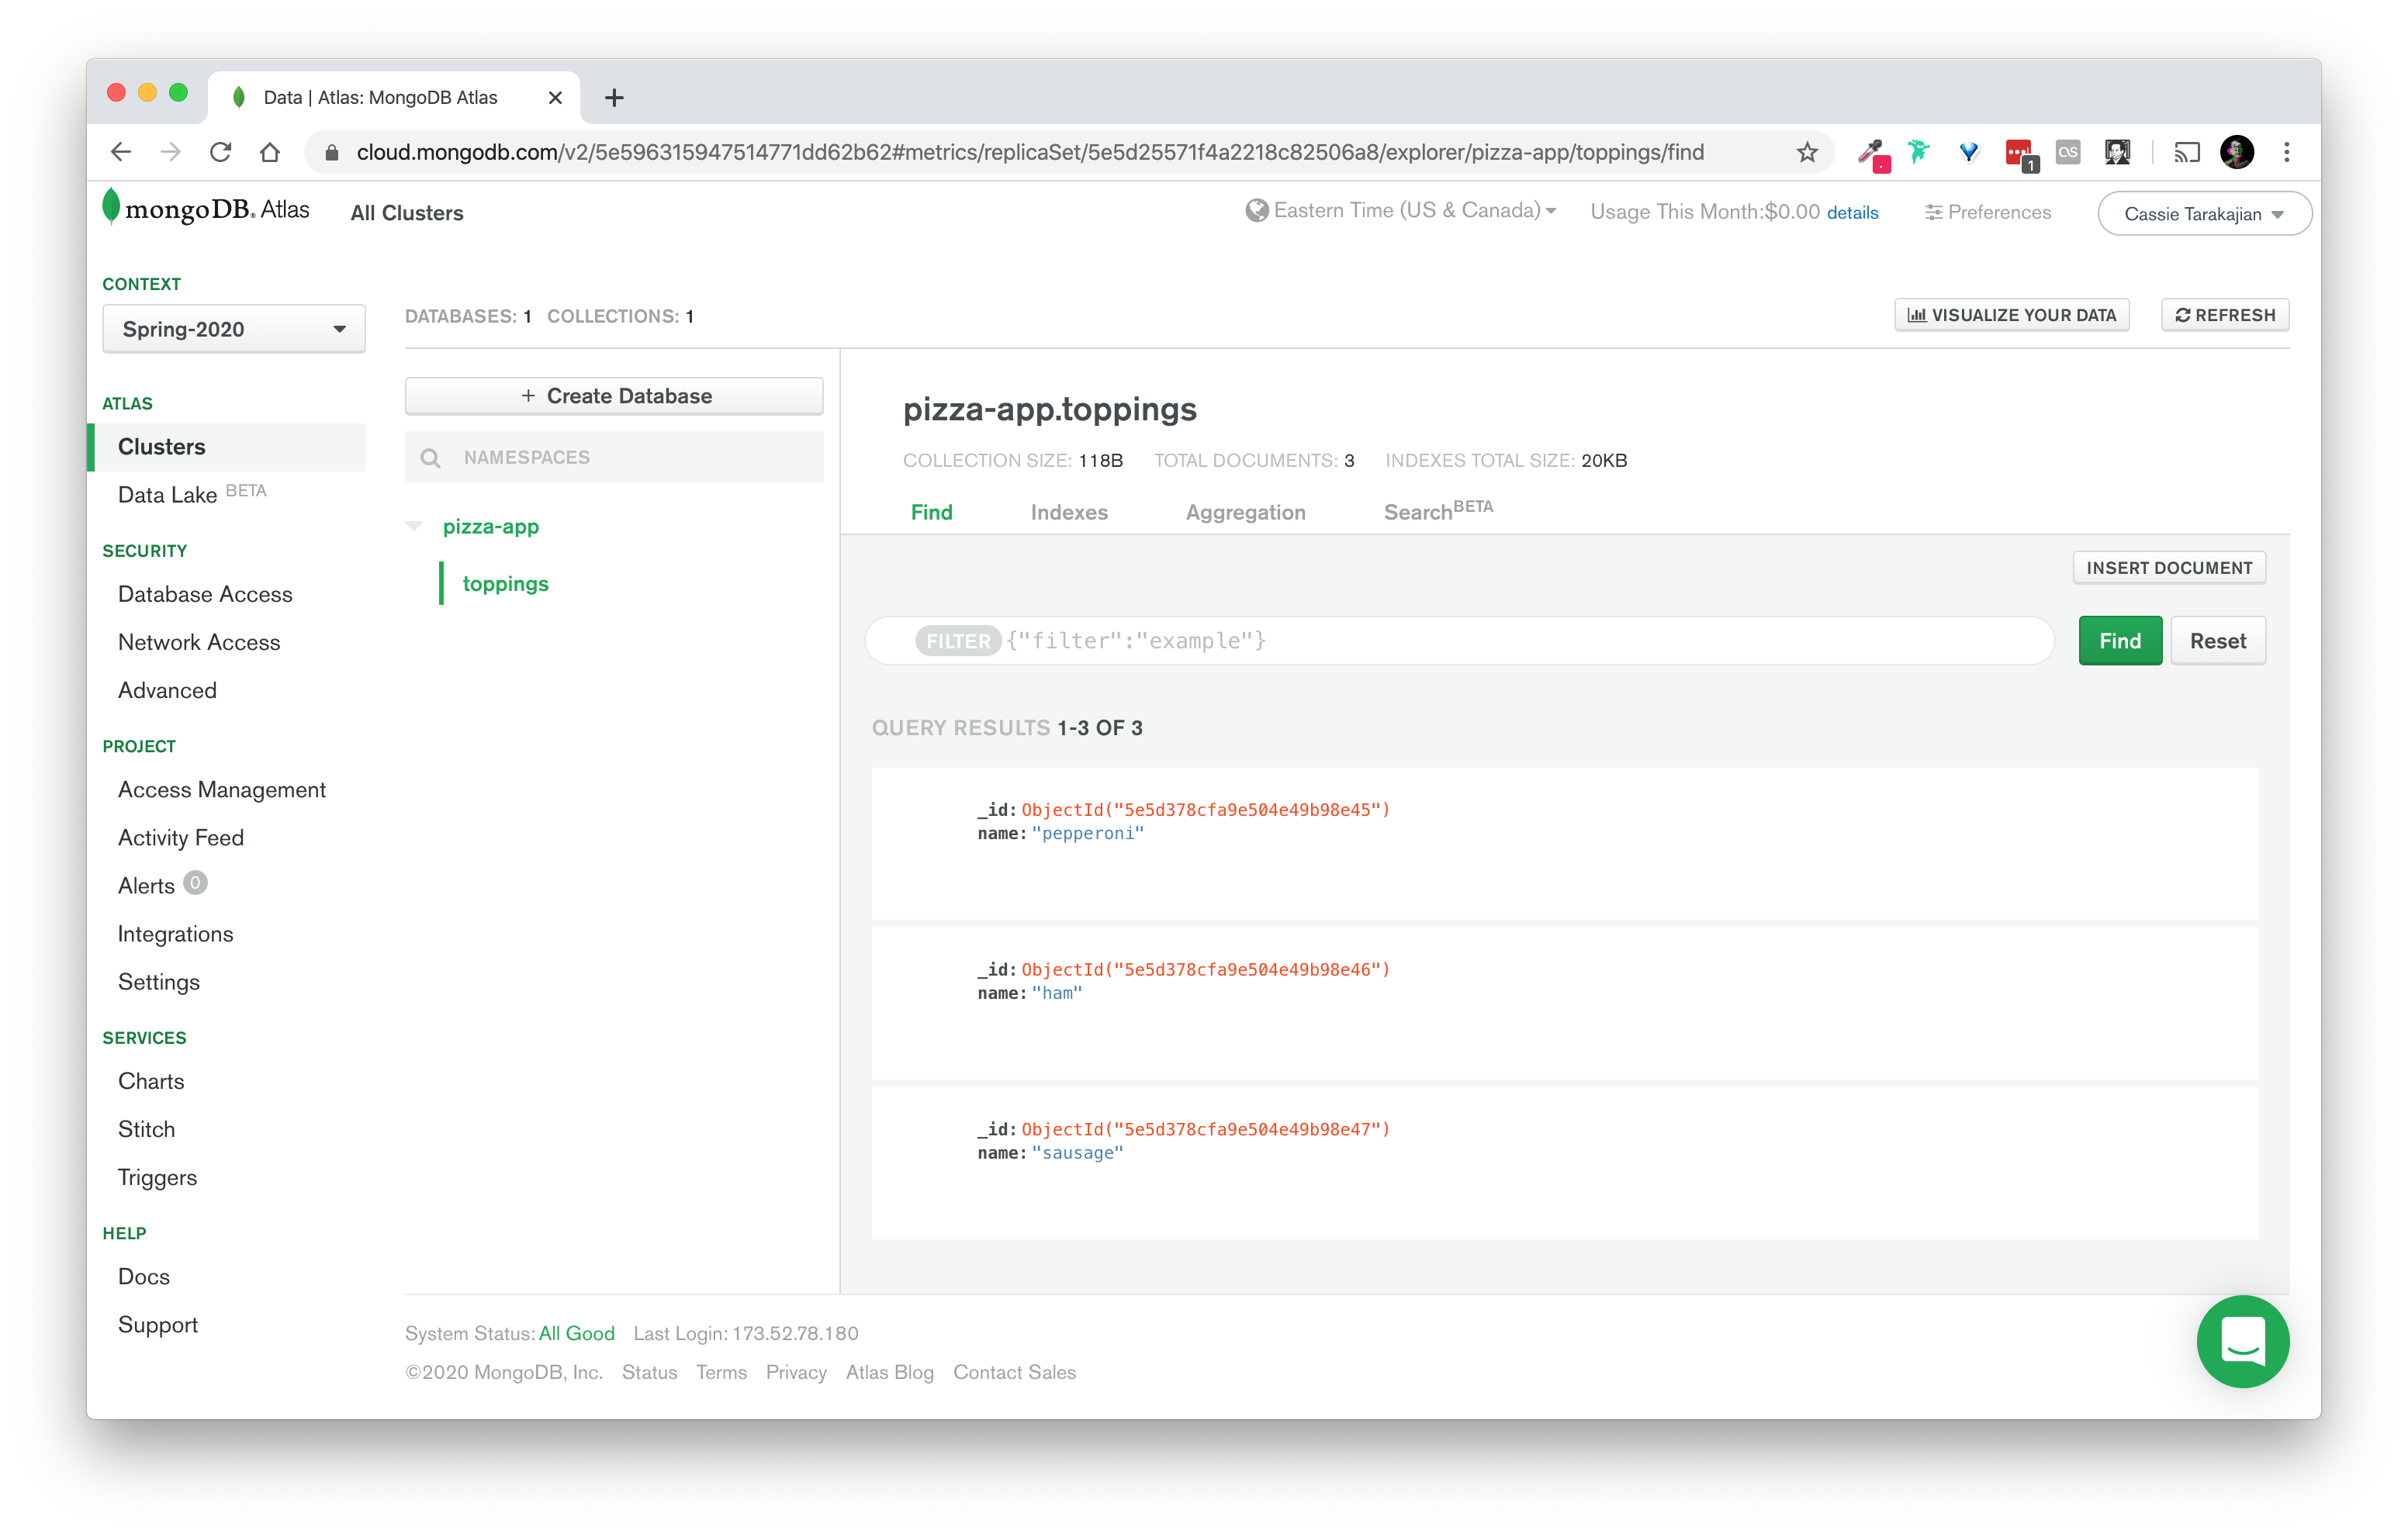 Data | Atlas: MongoDB Atlas
cloud.mongodb.com/v2/5e596315947514771dd62b62#metrics/replicaSet/5e5d25571f4a2218c82506a8/explorer/pizza-app/toppings/find
1
mongoDB. Atlas All Clusters Eastern Time (US & Canada) Usage This Month:$0.00 details Preferences Cassie Tarakajian
CONTEXT
Spring-2020
ATLAS
Clusters
Data Lake BETA
SECURITY
Database Access
Network Access
Advanced
PROJECT
Access Management
Activity Feed
Alerts 0
Integrations
Settings
SERVICES
Charts
Stitch
Triggers
HELP
Docs
Support
DATABASES: 1 COLLECTIONS: 1
VISUALIZE YOUR DATA
REFRESH
+ Create Database
NAMESPACES
pizza-app
toppings
pizza-app.toppings
COLLECTION SIZE: 118B TOTAL DOCUMENTS: 3 INDEXES TOTAL SIZE: 20KB
Find Indexes Aggregation Search BETA
INSERT DOCUMENT
FILTER {"filter":"example"}
Find
Reset
QUERY RESULTS 1-3 OF 3
_id: ObjectId("5e5d378cfa9e504e49b98e45")
name: "pepperoni"
_id: ObjectId("5e5d378cfa9e504e49b98e46")
name: "ham"
_id: ObjectId("5e5d378cfa9e504e49b98e47")
name: "sausage"
System Status: All Good Last Login: 173.52.78.180
©2020 MongoDB, Inc. Status Terms Privacy Atlas Blog Contact Sales